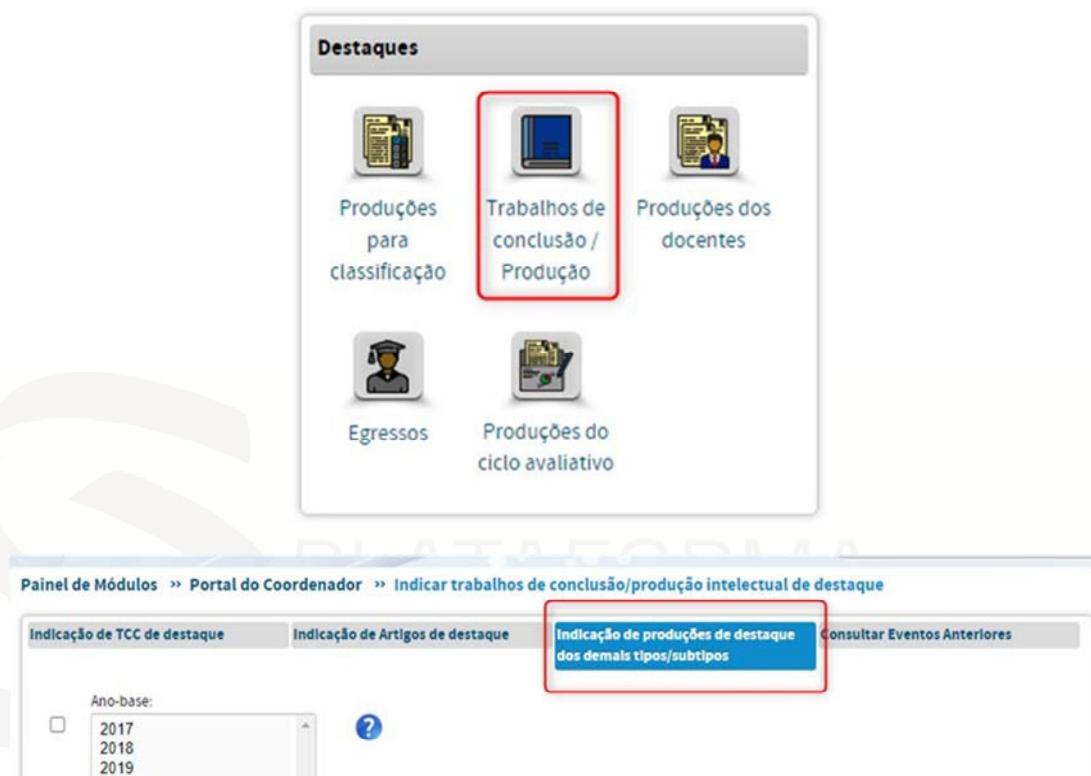 Destaques
Produções
para
classificação
Trabalhos de
conclusão /
Produção
Produções dos
docentes
Egressos
Produções do
ciclo avaliativo
PLATAFORMA
Painel de Módulos » Portal do Coordenador » Indicar trabalhos de conclusão/produção intelectual de destaque
Indicação de TCC de destaque
Indicação de Artigos de destaque
Indicação de produções de destaque
dos demais tipos/subtipos
Consultar Eventos Anteriores
Ano-base:
2017
2018
2019
?